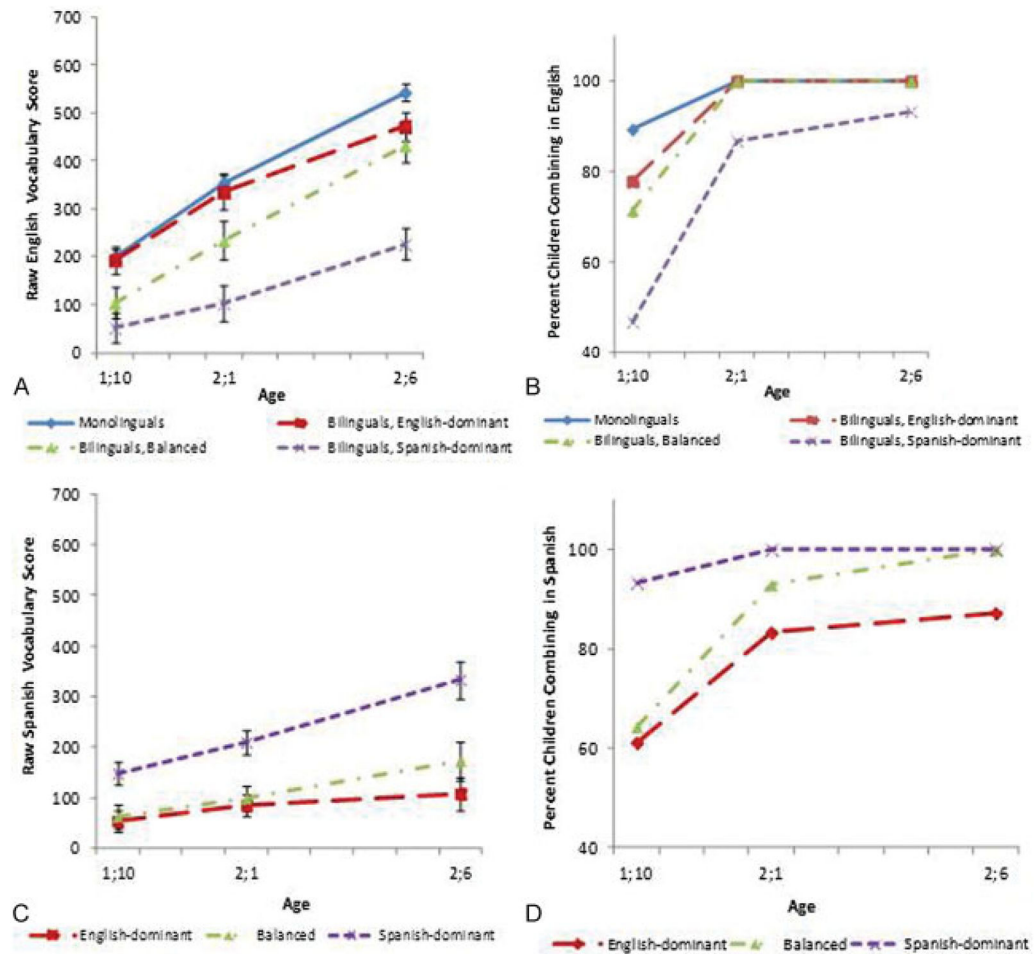 700
600
500
400
300
200
100
0
Raw English Vocabulary Score
1;10 2;1 2;6
Age
A
Monolinguals Bilinguals, English-dominant
Bilinguals, Balanced Bilinguals, Spanish-dominant
100
80
60
40
Percent Children Combining in English
1;10 2;1 2;6
Age
B
Monolinguals Bilinguals, English-dominant
Bilinguals, Balanced Bilinguals, Spanish-dominant
700
600
500
400
300
200
100
0
Raw Spanish Vocabulary Score
1;10 2;1 2;6
Age
C
English-dominant Balanced Spanish-dominant
100
80
60
40
Percent Children Combining in Spanish
1;10 2;1 2;6
Age
D
English-dominant Balanced Spanish-dominant